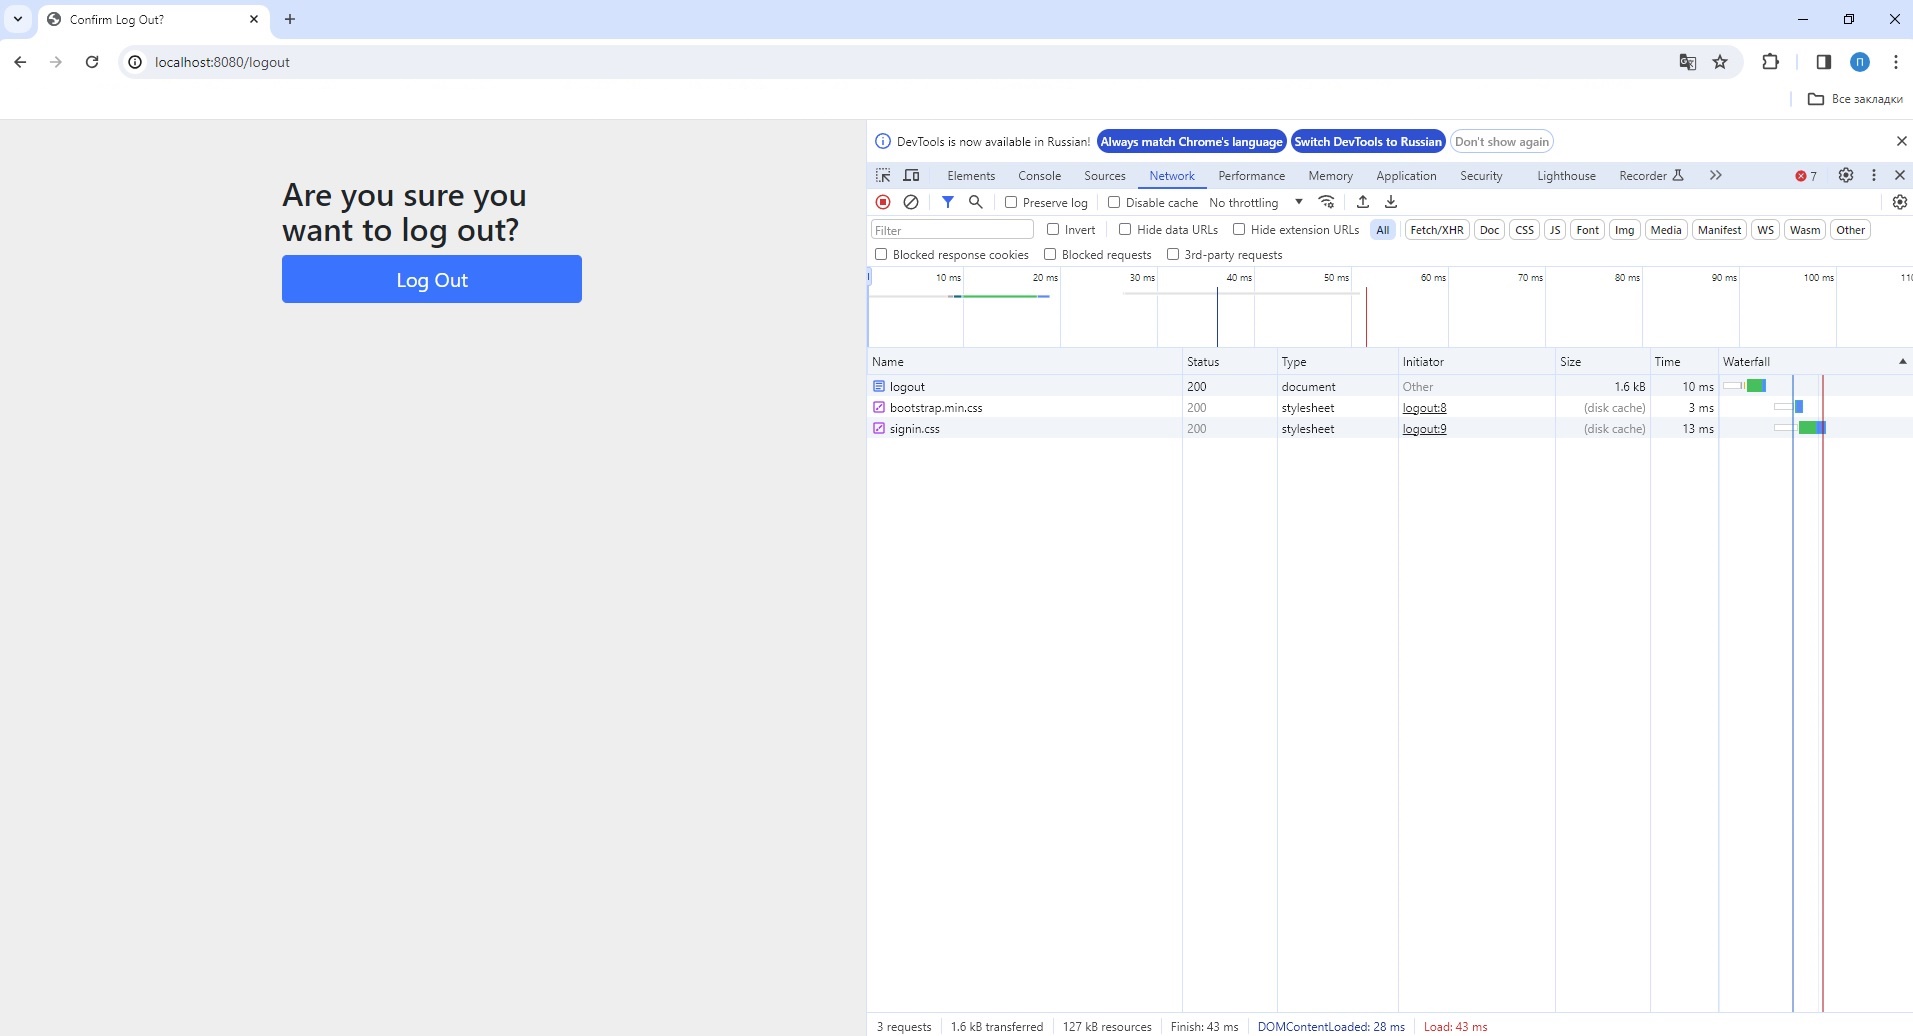 Confirm Log Out?
localhost:8080/logout
П
Все закладки
Are you sure you
want to log out?
Log Out
DevTools is now available in Russian! Always match Chrome's language Switch DevTools to Russian Don't show again
Elements Console Sources Network Performance Memory Application Security Lighthouse Recorder 7
Preserve log Disable cache No throttling
Filter Invert Hide data URLs Hide extension URLs All Fetch/XHR Doc CSS JS Font Img Media Manifest WS Wasm Other
Blocked response cookies Blocked requests 3rd-party requests
10 ms 20 ms 30 ms 40 ms 50 ms 60 ms 70 ms 80 ms 90 ms 100 ms 110
Name Status Type Initiator Size Time Waterfall
logout 200 document Other 1.6 kB 10 ms
bootstrap.min.css 200 stylesheet logout:8 (disk cache) 3 ms
signin.css 200 stylesheet logout:9 (disk cache) 13 ms
3 requests 1.6 kB transferred 127 kB resources Finish: 43 ms DOMContentLoaded: 28 ms Load: 43 ms